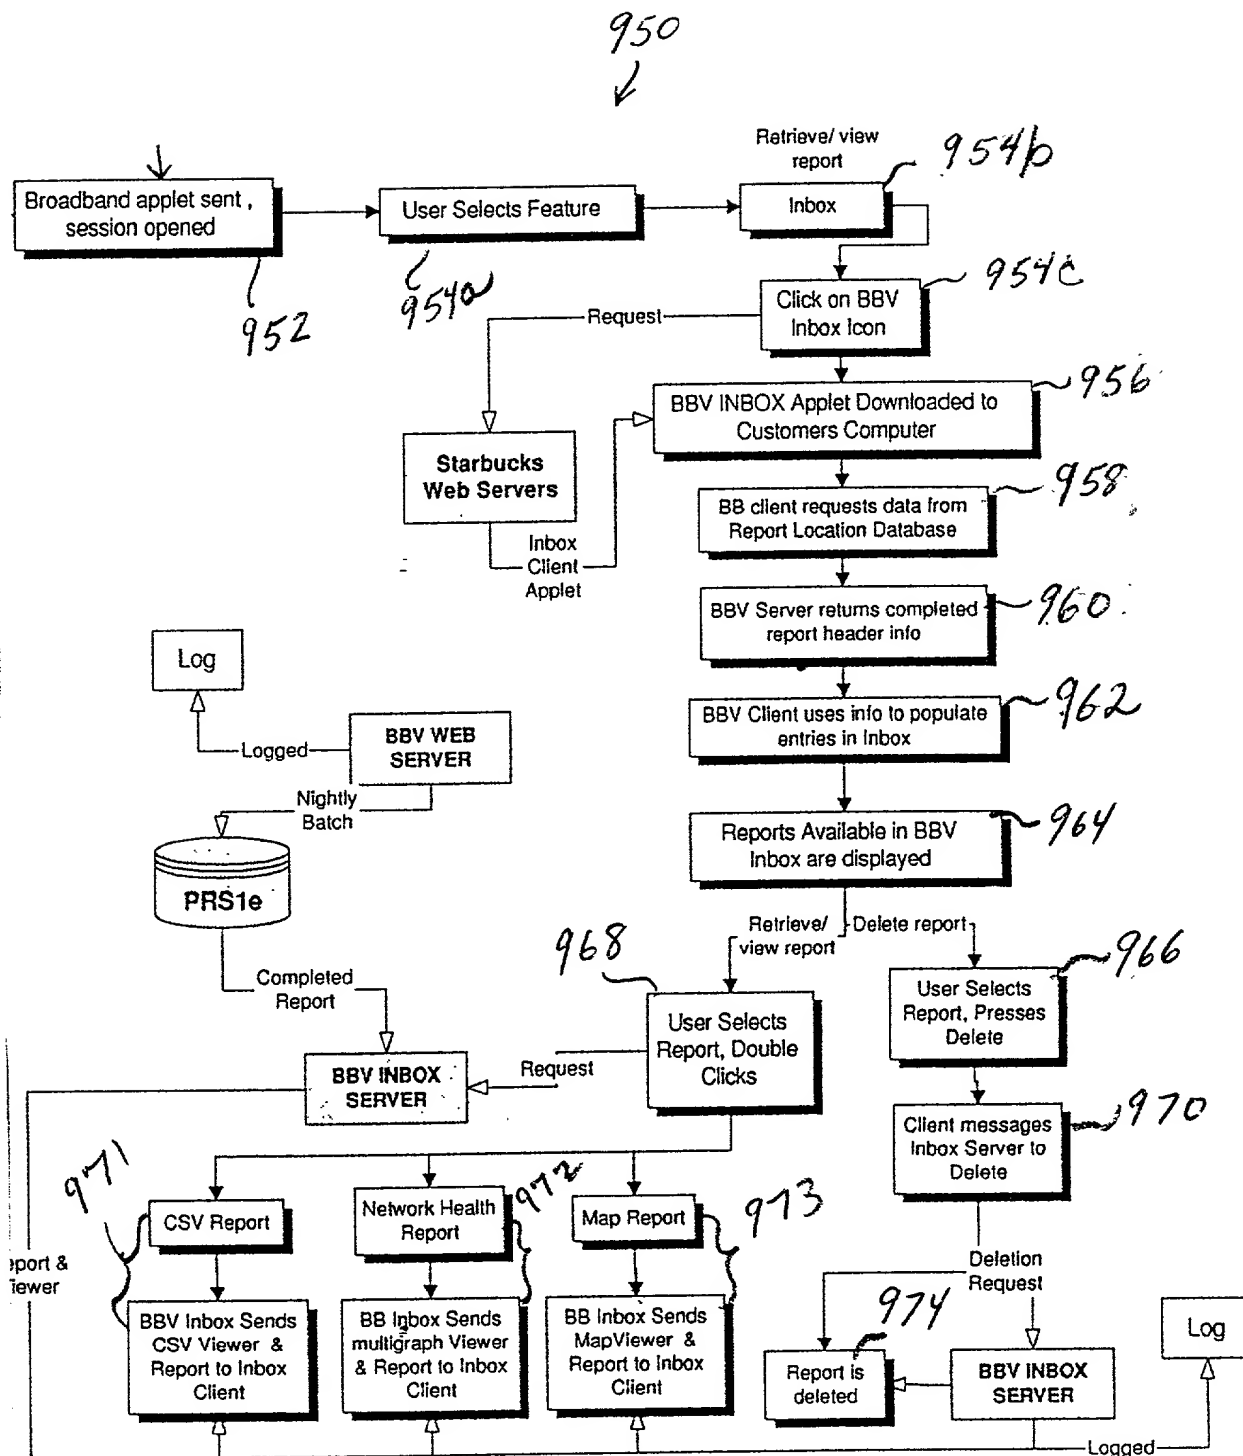 950
Retrieve/ view
report
954b
Broadband applet sent,
session opened
User Selects Feature
Inbox
952
954a
954c
Click on BBV
Inbox Icon
Request
956
BBV INBOX Applet Downloaded to
Customers Computer
Starbucks
Web Servers
958
BB client requests data from
Report Location Database
Inbox
Client
Applet
960
BBV Server returns completed
report header info
Log
962
BBV Client uses info to populate
entries in Inbox
BBV WEB
SERVER
Logged
Nightly
Batch
964
Reports Available in BBV
Inbox are displayed
PRS1e
Retrieve/
view report
Delete report
968
966
Completed
Report
User Selects
Report, Double
Clicks
User Selects
Report, Presses
Delete
BBV INBOX
SERVER
Request
970
Client messages
Inbox Server to
Delete
971
972
973
CSV Report
Network Health
Report
Map Report
eport &
iewer
Deletion
Request
974
BBV Inbox Sends
CSV Viewer &
Report to Inbox
Client
BB Inbox Sends
multigraph Viewer
& Report to Inbox
Client
BB Inbox Sends
MapViewer &
Report to Inbox
Client
Report is
deleted
BBV INBOX
SERVER
Log
Logged